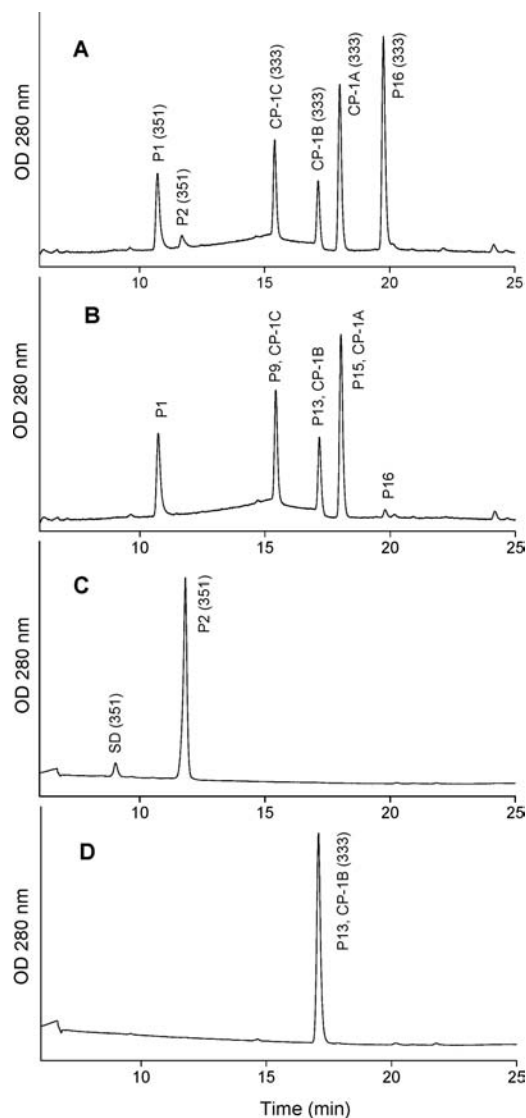 A
OD 280 nm
P1 (351)
P2 (351)
CP-1C (333)
CP-1B (333)
CP-1A (333)
P16 (333)
10 15 20 25
B
OD 280 nm
P1
P9, CP-1C
P13, CP-1B
P15, CP-1A
P16
10 15 20 25
C
OD 280 nm
SD (351)
P2 (351)
10 15 20 25
D
OD 280 nm
P13, CP-1B (333)
10 15 20 25
Time (min)